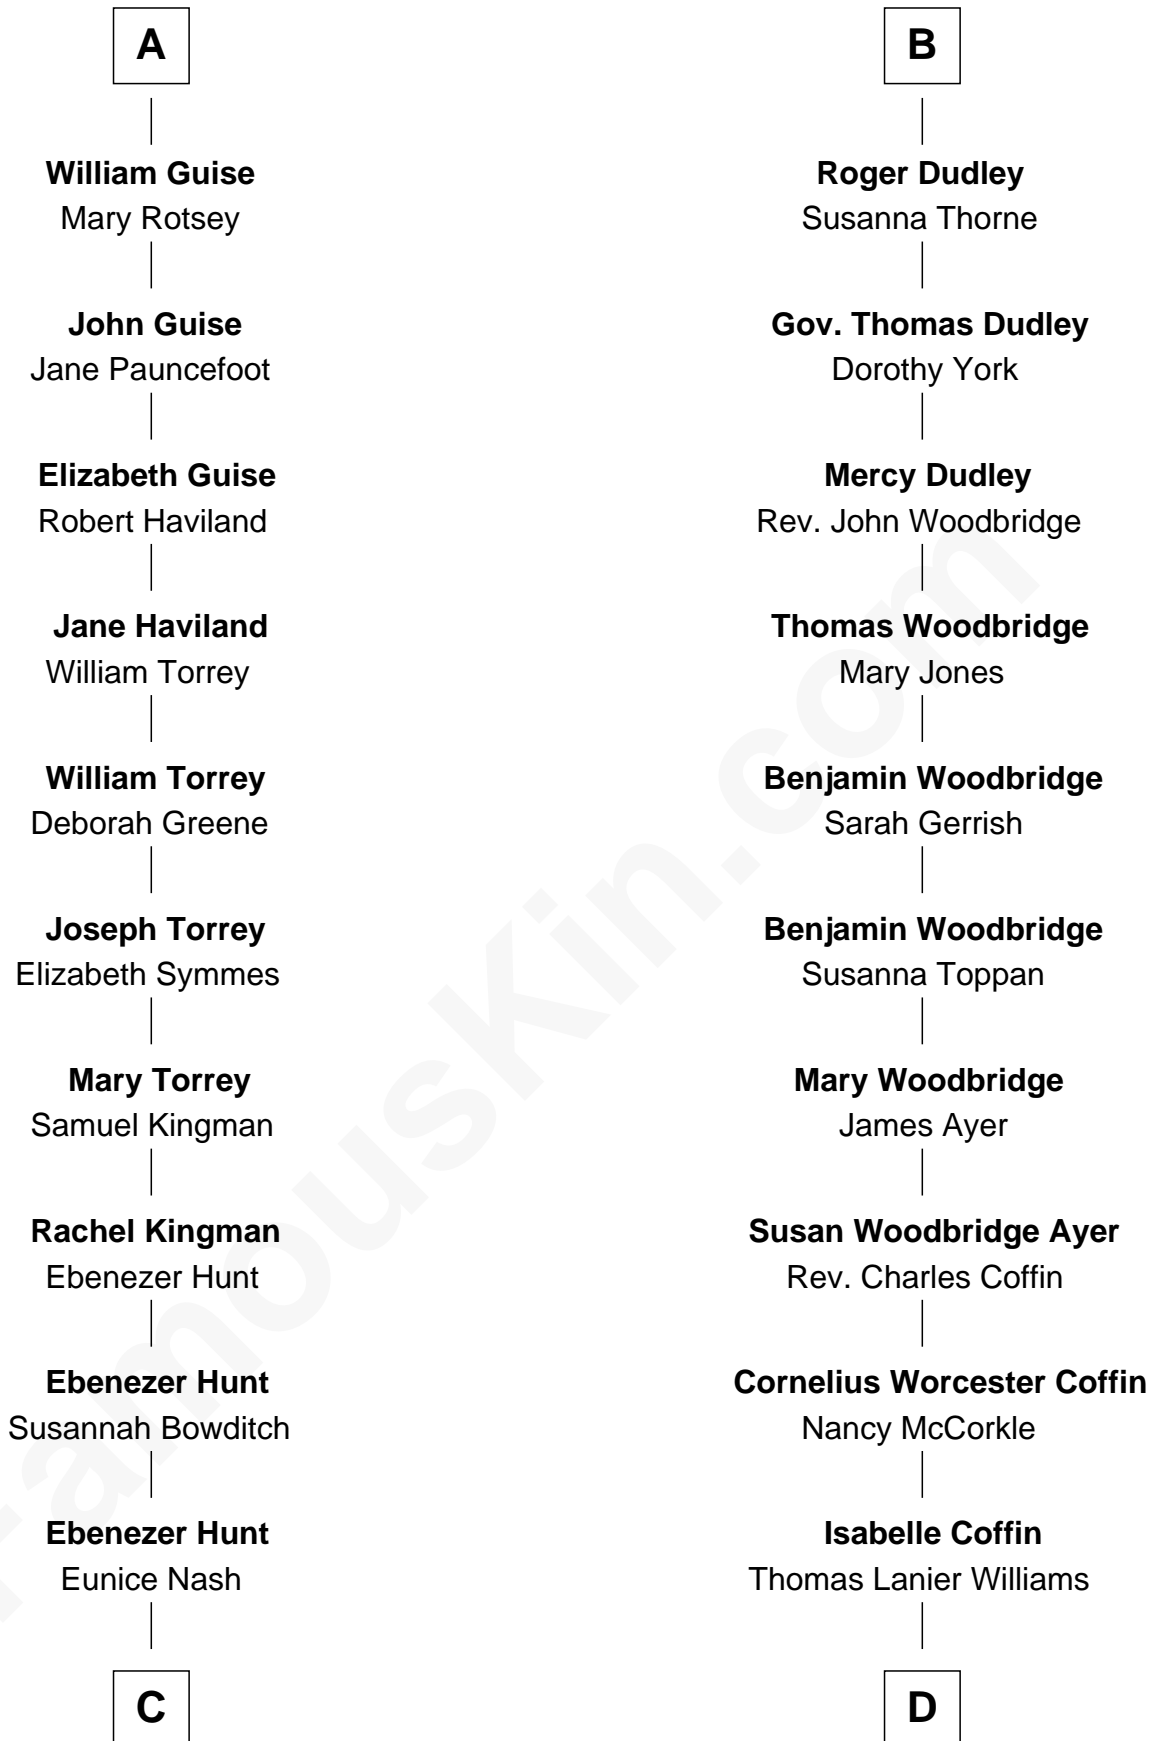 A
William Guise
Mary Rotsey
John Guise
Jane Pauncefoot
Elizabeth Guise
Robert Haviland
Jane Haviland
William Torrey
William Torrey
Deborah Greene
Joseph Torrey
Elizabeth Symmes
Mary Torrey
Samuel Kingman
Rachel Kingman
Ebenezer Hunt
Ebenezer Hunt
Susannah Bowditch
Ebenezer Hunt
Eunice Nash
C
B
Roger Dudley
Susanna Thorne
Gov. Thomas Dudley
Dorothy York
Mercy Dudley
Rev. John Woodbridge
Thomas Woodbridge
Mary Jones
Benjamin Woodbridge
Sarah Gerrish
Benjamin Woodbridge
Susanna Toppan
Mary Woodbridge
James Ayer
Susan Woodbridge Ayer
Rev. Charles Coffin
Cornelius Worcester Coffin
Nancy McCorkle
Isabelle Coffin
Thomas Lanier Williams
D
FamousKin.com